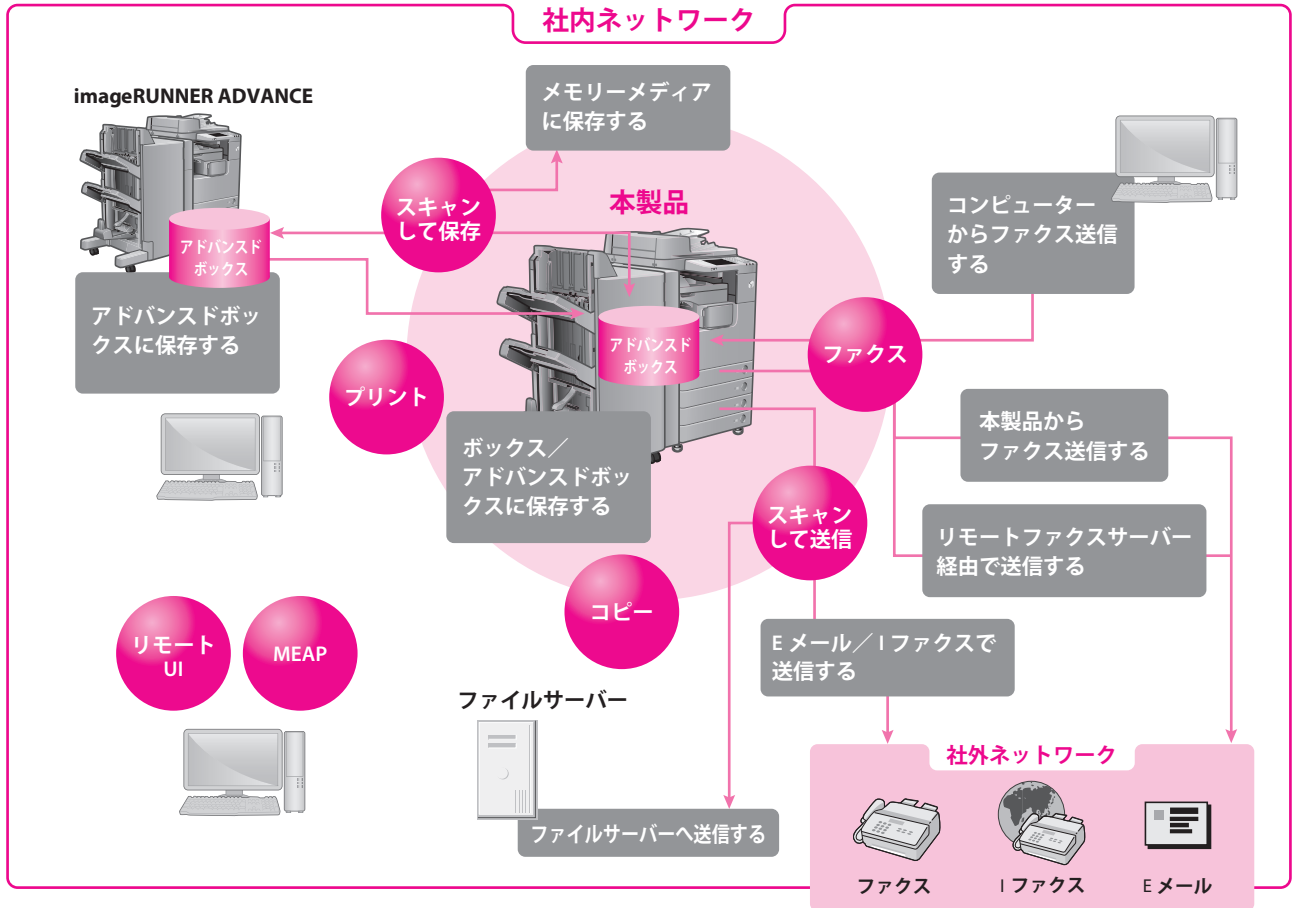 社内ネットワーク
imageRUNNER ADVANCE
メモリーメディア
に保存する
スキャン
して保存
本製品
コンピューター
からファクス送信
する
アドバンスド
ボックス
アドバンスドボッ
クスに保存する
アドバンスド
ボックス
ファクス
プリント
ボックス/
アドバンスドボッ
クスに保存する
本製品から
ファクス送信する
スキャン
して送信
リモートファクスサーバー
経由で送信する
コピー
リモート
UI
MEAP
E メール/ I ファクスで
送信する
ファイルサーバー
ファイルサーバーへ送信する
社外ネットワーク
ファクス
I ファクス
E メール